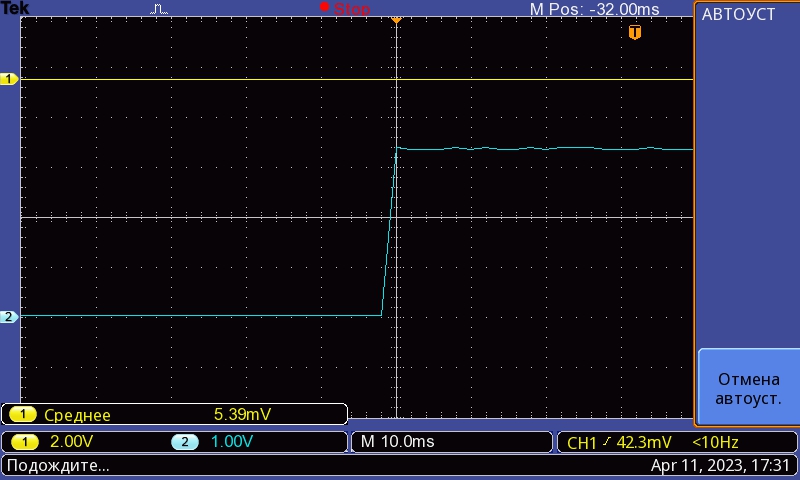 Tek
Stop
M Pos: -32.00ms
АВТОУСТ
T
1
2
Отмена
автоуст.
1 Среднее 5.39mV
1 2.00V 2 1.00V M 10.0ms CH1 42.3mV <10Hz
Подождите... Apr 11, 2023, 17:31